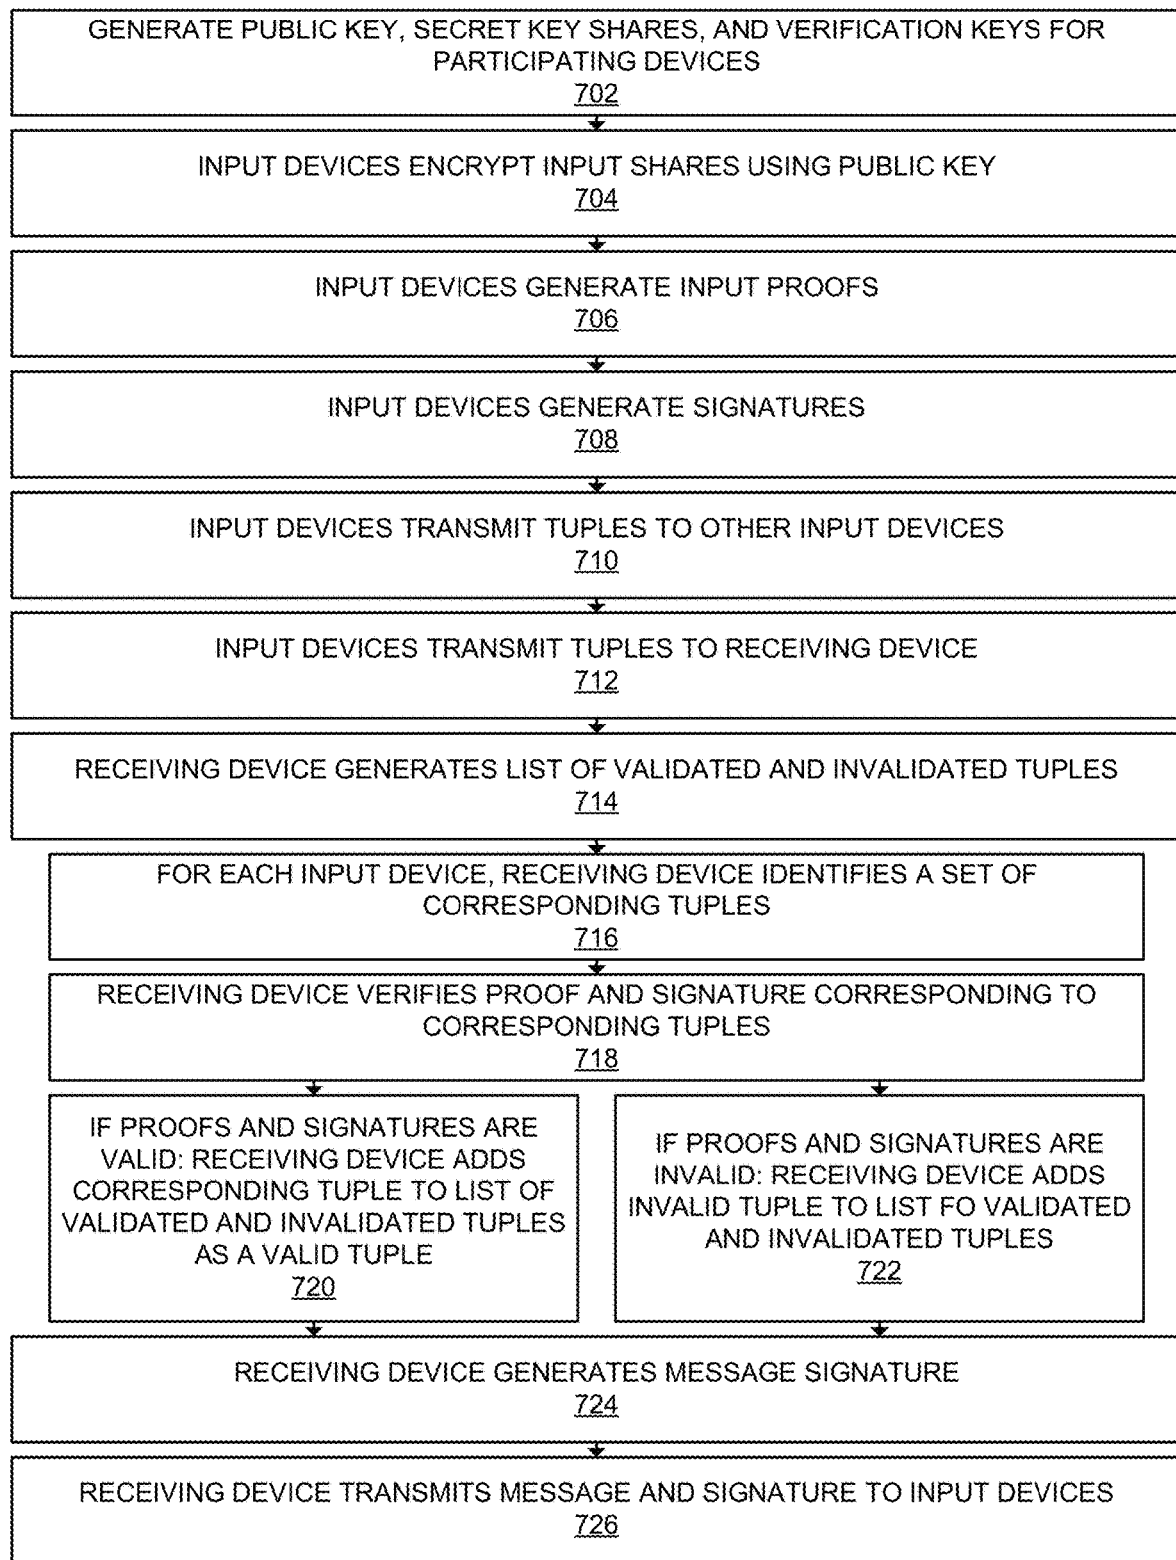 GENERATE PUBLIC KEY, SECRET KEY SHARES, AND VERIFICATION KEYS FOR
PARTICIPATING DEVICES
702
INPUT DEVICES ENCRYPT INPUT SHARES USING PUBLIC KEY
704
INPUT DEVICES GENERATE INPUT PROOFS
706
INPUT DEVICES GENERATE SIGNATURES
708
INPUT DEVICES TRANSMIT TUPLES TO OTHER INPUT DEVICES
710
INPUT DEVICES TRANSMIT TUPLES TO RECEIVING DEVICE
712
RECEIVING DEVICE GENERATES LIST OF VALIDATED AND INVALIDATED TUPLES
714
FOR EACH INPUT DEVICE, RECEIVING DEVICE IDENTIFIES A SET OF
CORRESPONDING TUPLES
716
RECEIVING DEVICE VERIFIES PROOF AND SIGNATURE CORRESPONDING TO
CORRESPONDING TUPLES
718
IF PROOFS AND SIGNATURES ARE
VALID: RECEIVING DEVICE ADDS
CORRESPONDING TUPLE TO LIST OF
VALIDATED AND INVALIDATED TUPLES
AS A VALID TUPLE
720
IF PROOFS AND SIGNATURES ARE
INVALID: RECEIVING DEVICE ADDS
INVALID TUPLE TO LIST FO VALIDATED
AND INVALIDATED TUPLES
722
RECEIVING DEVICE GENERATES MESSAGE SIGNATURE
724
RECEIVING DEVICE TRANSMITS MESSAGE AND SIGNATURE TO INPUT DEVICES
726